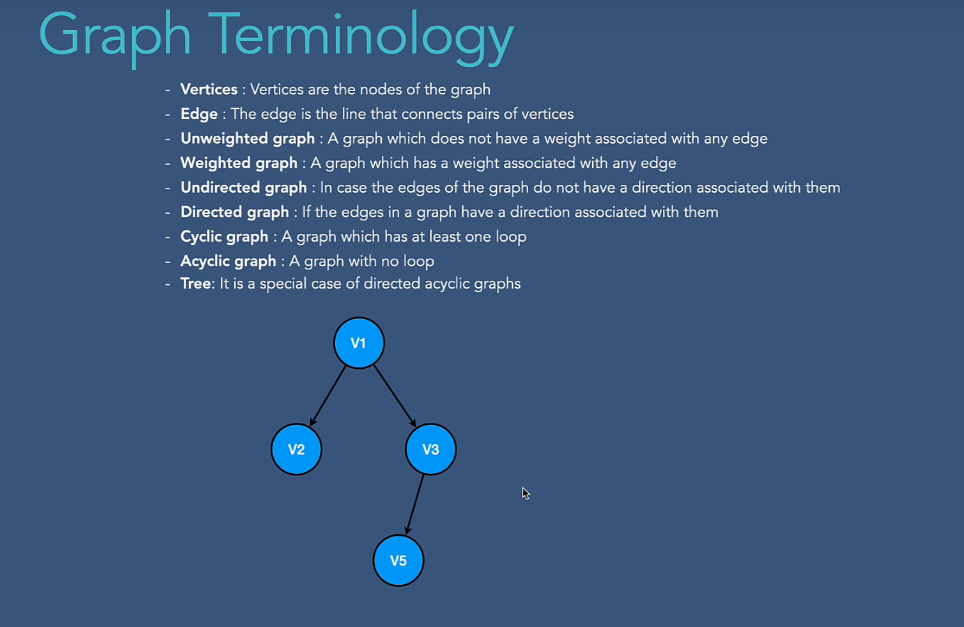 Graph Terminology
- Vertices : Vertices are the nodes of the graph
- Edge : The edge is the line that connects pairs of vertices
- Unweighted graph : A graph which does not have a weight associated with any edge
- Weighted graph : A graph which has a weight associated with any edge
- Undirected graph : In case the edges of the graph do not have a direction associated with them
- Directed graph : If the edges in a graph have a direction associated with them
- Cyclic graph : A graph which has at least one loop
- Acyclic graph : A graph with no loop
- Tree: It is a special case of directed acyclic graphs
V1
V2
V3
V5